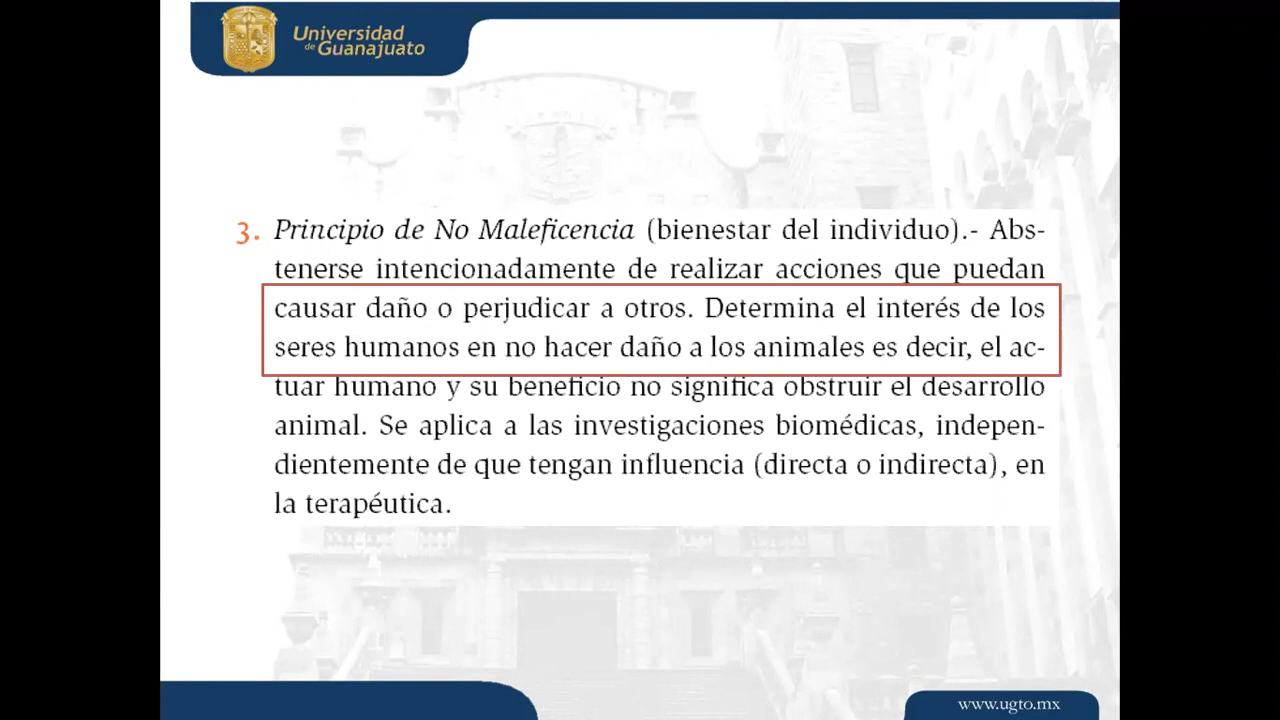 Universidad
de Guanajuato
3. Principio de No Maleficencia (bienestar del individuo).- Abs-
tenerse intencionadamente de realizar acciones que puedan
causar daño o perjudicar a otros. Determina el interés de los
seres humanos en no hacer daño a los animales es decir, el ac-
tuar humano y su beneficio no significa obstruir el desarrollo
animal. Se aplica a las investigaciones biomédicas, indepen-
dientemente de que tengan influencia (directa o indirecta), en
la terapéutica.
www.ugto.mx